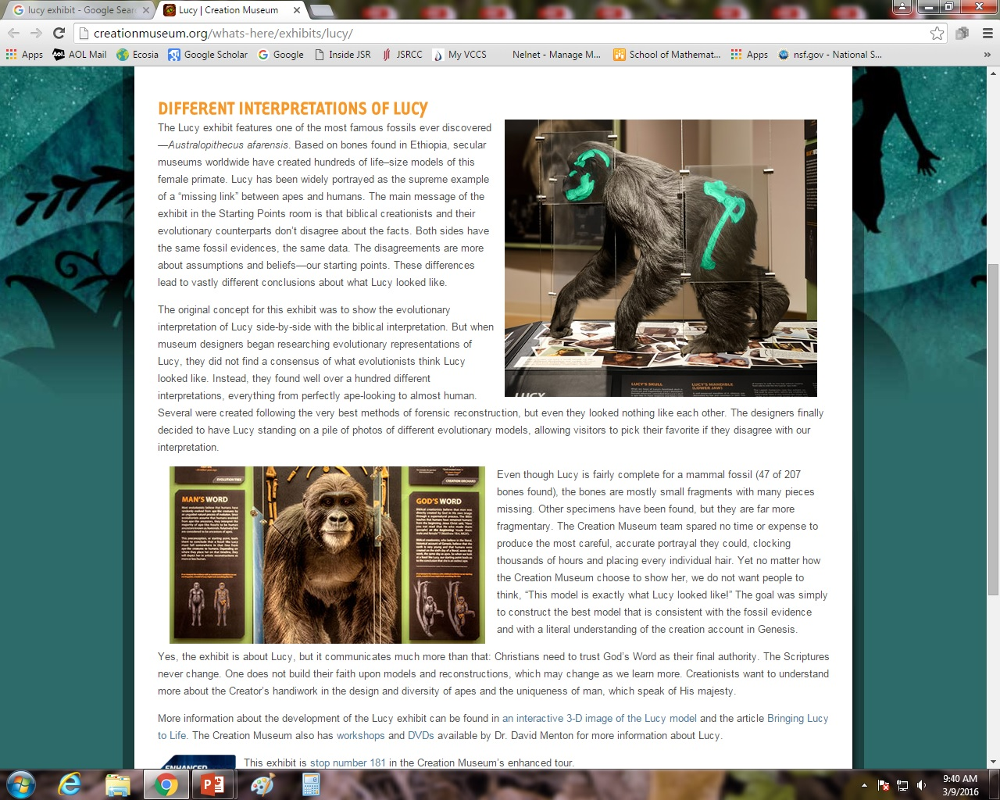 lucy exhibit - Google Sear
Lucy | Creation Museum
creationmuseum.org/whats-here/exhibits/lucy/
Apps AOL Mail Ecosia Google Scholar Google Inside JSR JSRCC My VCCS Nelnet - Manage M... School of Mathemat... Apps nsf.gov - National S... »
DIFFERENT INTERPRETATIONS OF LUCY
The Lucy exhibit features one of the most famous fossils ever discovered
—Australopithecus afarensis. Based on bones found in Ethiopia, secular
museums worldwide have created hundreds of life–size models of this
female primate. Lucy has been widely portrayed as the supreme example
of a “missing link” between apes and humans. The main message of the
exhibit in the Starting Points room is that biblical creationists and their
evolutionary counterparts don’t disagree about the facts. Both sides have
the same fossil evidences, the same data. The disagreements are more
about assumptions and beliefs—our starting points. These differences
lead to vastly different conclusions about what Lucy looked like.
LUCY'S SKULL
LUCY'S MANDIBLE
(LOWER JAW)
LUCY
The original concept for this exhibit was to show the evolutionary
interpretation of Lucy side-by-side with the biblical interpretation. But when
museum designers began researching evolutionary representations of
Lucy, they did not find a consensus of what evolutionists think Lucy
looked like. Instead, they found well over a hundred different
interpretations, everything from perfectly ape-looking to almost human.
Several were created following the very best methods of forensic reconstruction, but even they looked nothing like each other. The designers finally
decided to have Lucy standing on a pile of photos of different evolutionary models, allowing visitors to pick their favorite if they disagree with our
interpretation.
EVOLUTION TREE
CREATION ORCHARD
MAN'S WORD
GOD'S WORD
Even though Lucy is fairly complete for a mammal fossil (47 of 207
bones found), the bones are mostly small fragments with many pieces
missing. Other specimens have been found, but they are far more
fragmentary. The Creation Museum team spared no time or expense to
produce the most careful, accurate portrayal they could, clocking
thousands of hours and placing every individual hair. Yet no matter how
the Creation Museum choose to show her, we do not want people to
think, “This model is exactly what Lucy looked like!” The goal was simply
to construct the best model that is consistent with the fossil evidence
and with a literal understanding of the creation account in Genesis.
Yes, the exhibit is about Lucy, but it communicates much more than that: Christians need to trust God’s Word as their final authority. The Scriptures
never change. One does not build their faith upon models and reconstructions, which may change as we learn more. Creationists want to understand
more about the Creator’s handiwork in the design and diversity of apes and the uniqueness of man, which speak of His majesty.
More information about the development of the Lucy exhibit can be found in an interactive 3-D image of the Lucy model and the article Bringing Lucy
to Life. The Creation Museum also has workshops and DVDs available by Dr. David Menton for more information about Lucy.
ENHANCED
This exhibit is stop number 181 in the Creation Museum’s enhanced tour.
9:40 AM
3/9/2016